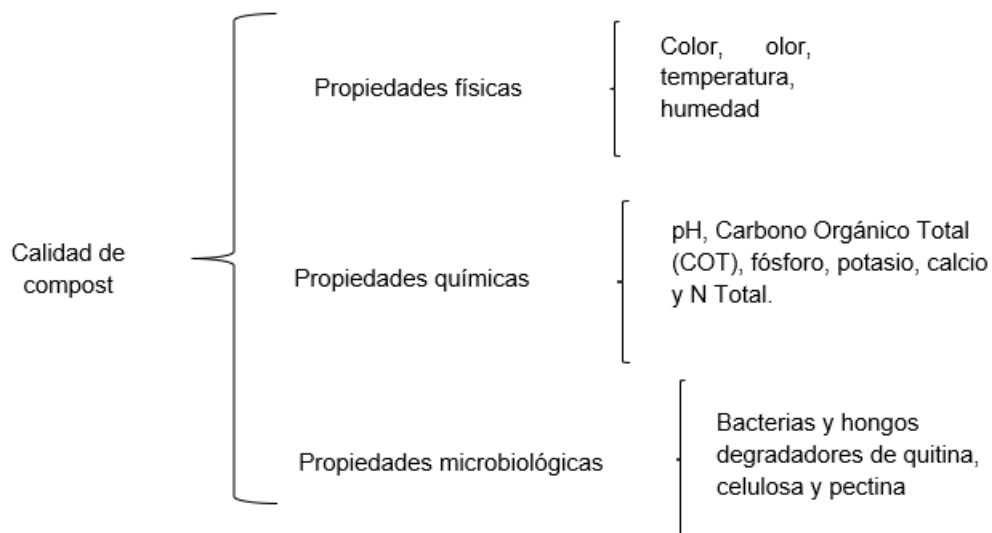 Calidad de
compost
Propiedades físicas
Color, olor,
temperatura,
humedad
Propiedades químicas
pH, Carbono Orgánico Total
(COT), fósforo, potasio, calcio
y N Total.
Propiedades microbiológicas
Bacterias y hongos
degradadores de quitina,
celulosa y pectina